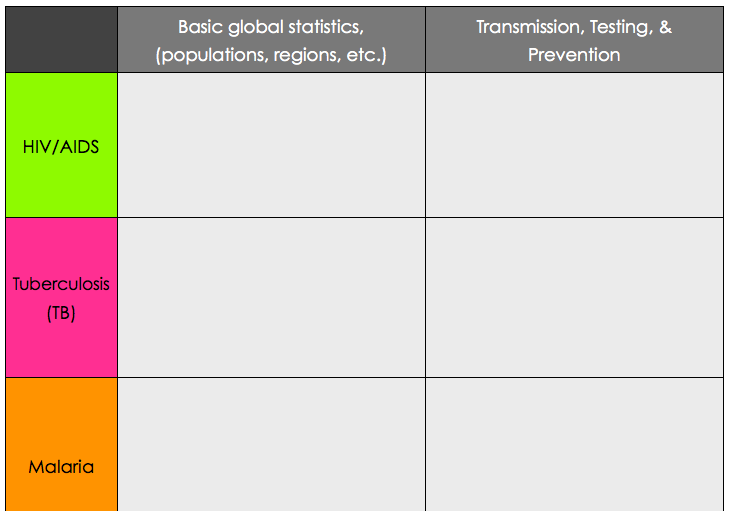 Basic global statistics,
(populations, regions, etc.)
Transmission, Testing, &
Prevention
HIV/AIDS
Tuberculosis
(TB)
Malaria